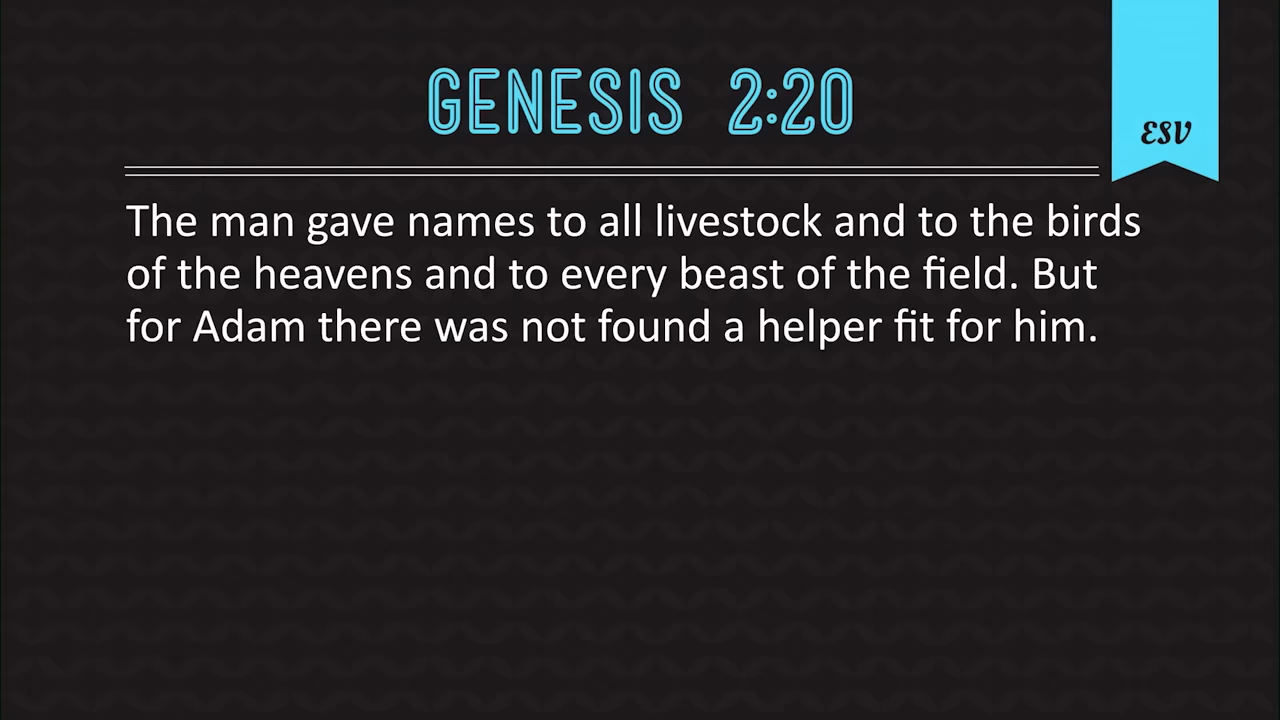 GENESIS 2:20
ESV
The man gave names to all livestock and to the birds
of the heavens and to every beast of the field. But
for Adam there was not found a helper fit for him.